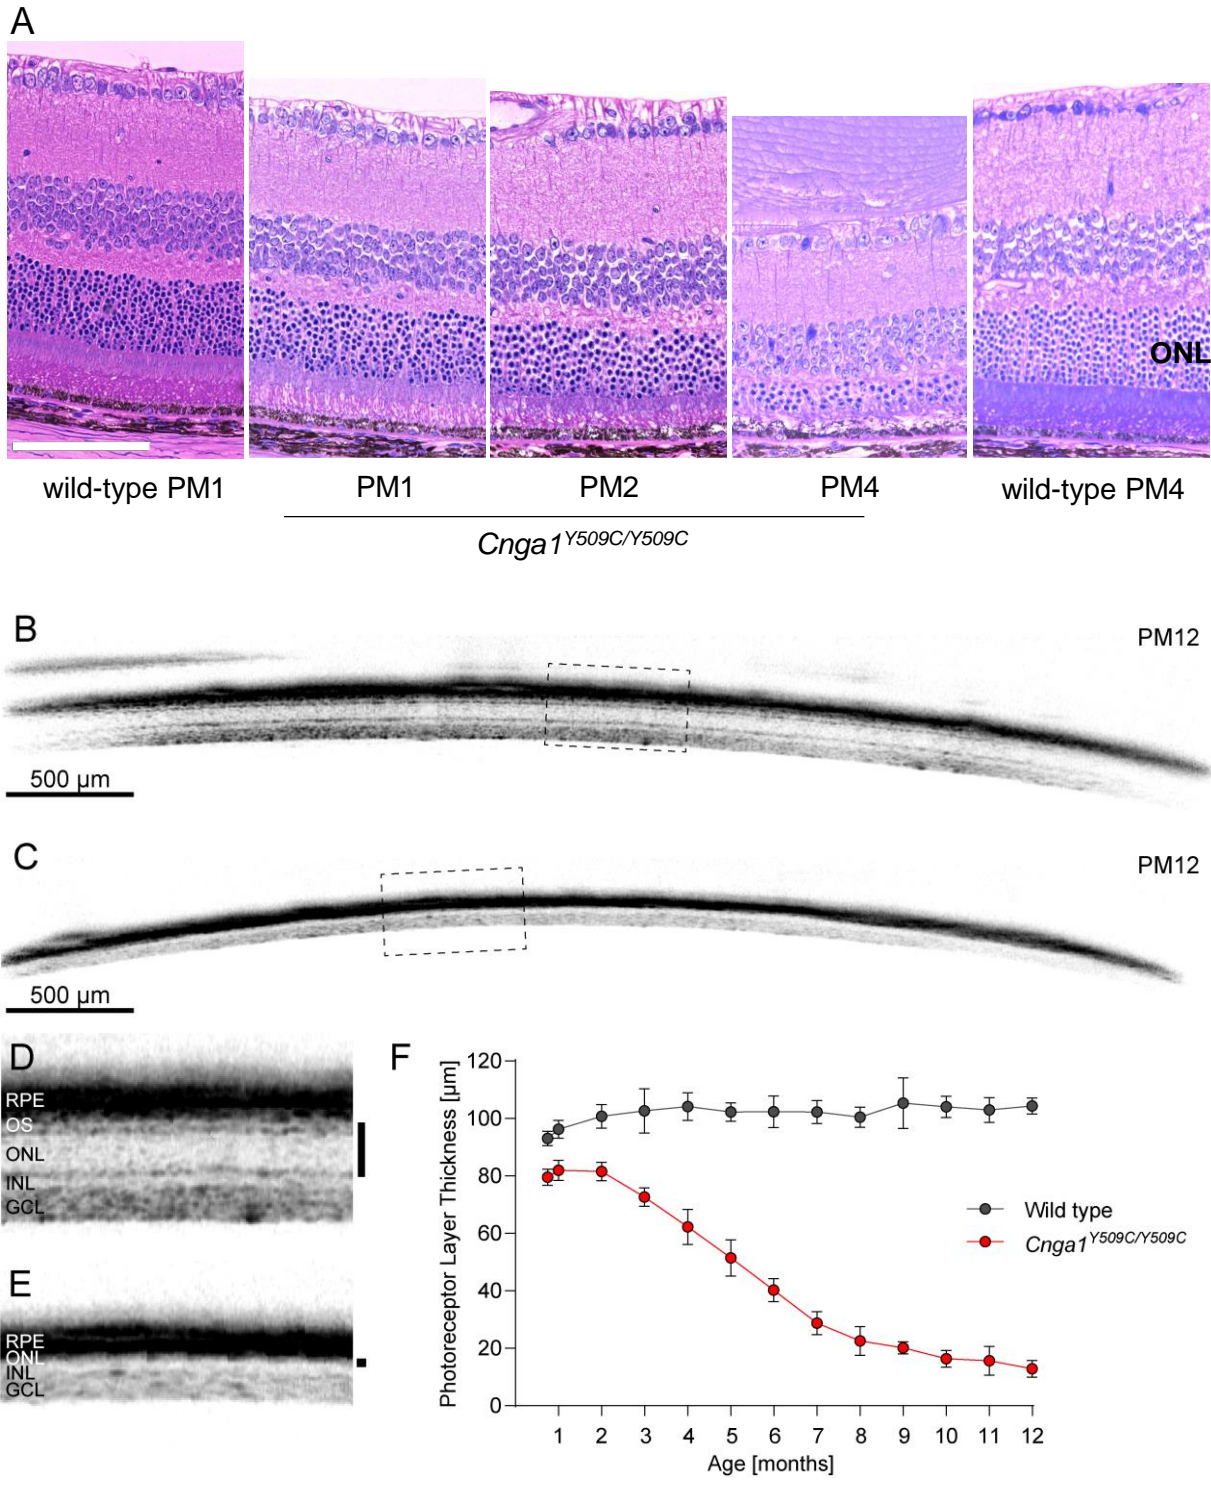 A
ONL
wild-type PM1
PM1
PM2
PM4
wild-type PM4
Cnga1Y509C/Y509C
B
PM12
500 µm
C
PM12
500 µm
D
RPE
OS
ONL
INL
GCL
E
RPE
ONL
INL
GCL
F
Photoreceptor Layer Thickness [µm]
120
100
80
60
40
20
0
1 2 3 4 5 6 7 8 9 10 11 12
Age [months]
Wild type
Cnga1Y509C/Y509C